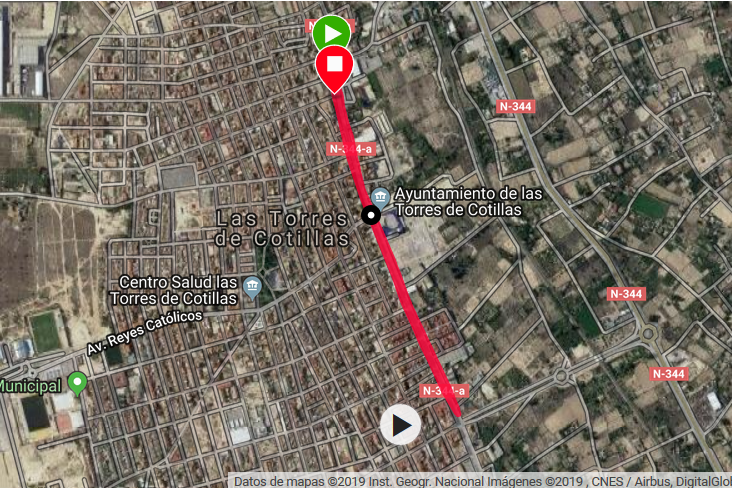 N-344
N-344-a
Ayuntamiento de las
Torres de Cotillas
Las Torres
de Cotillas
Centro Salud las
Torres de Cotillas
N-344
Av. Reyes Católicos
N-344
Municipal
N-344-a
Datos de mapas ©2019 Inst. Geogr. Nacional Imágenes ©2019 , CNES / Airbus, DigitalGlo